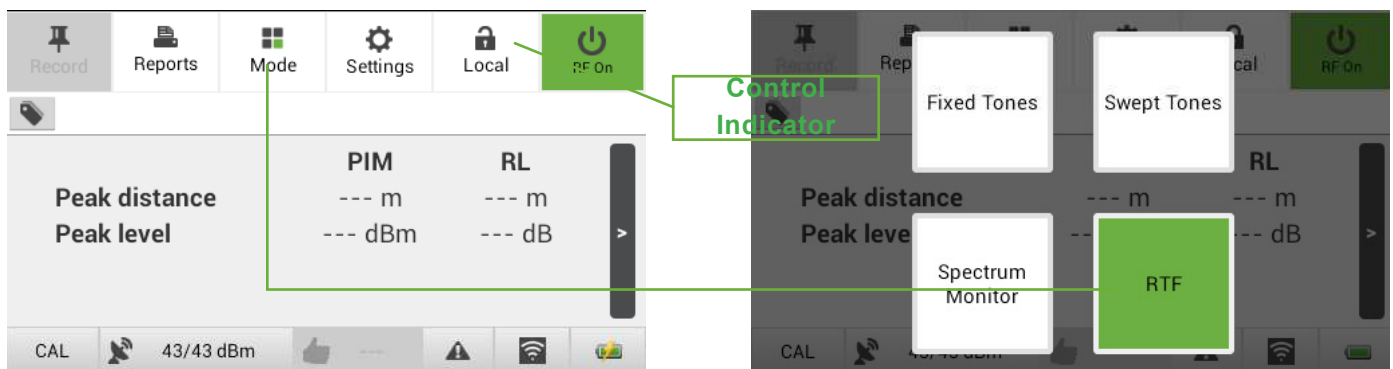 Record Reports Mode Settings Local RF On
PIM RL
Peak distance --- m --- m
Peak level --- dBm --- dB >
CAL 43/43 dBm ---
Control
Indicator
Record Rep cal RF On
Fixed Tones Swept Tones
RL
Peak distance --- m --- m
Peak leve -- --- dB >
Spectrum
Monitor
RTF
CAL